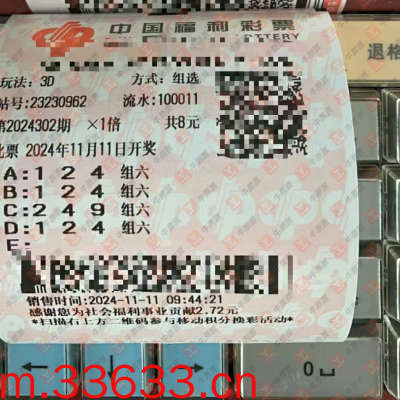 中国福利彩票
玩法: 3D 方式: 组选
站号: 23230962 流水: 100011
第2024302期 ×1倍 共8元
2024年11月11日开奖
A: 1 2 4 组六
B: 1 2 4 组六
C: 2 4 9 组六
D: 1 2 4 组六
E:
销售时间: 2024-11-11 09:44:21
感谢您为社会福利事业贡献2.72元
*扫描右上方二维码参与移动积分换彩活动*
退格
← ↓ → 0
m.33633.cn